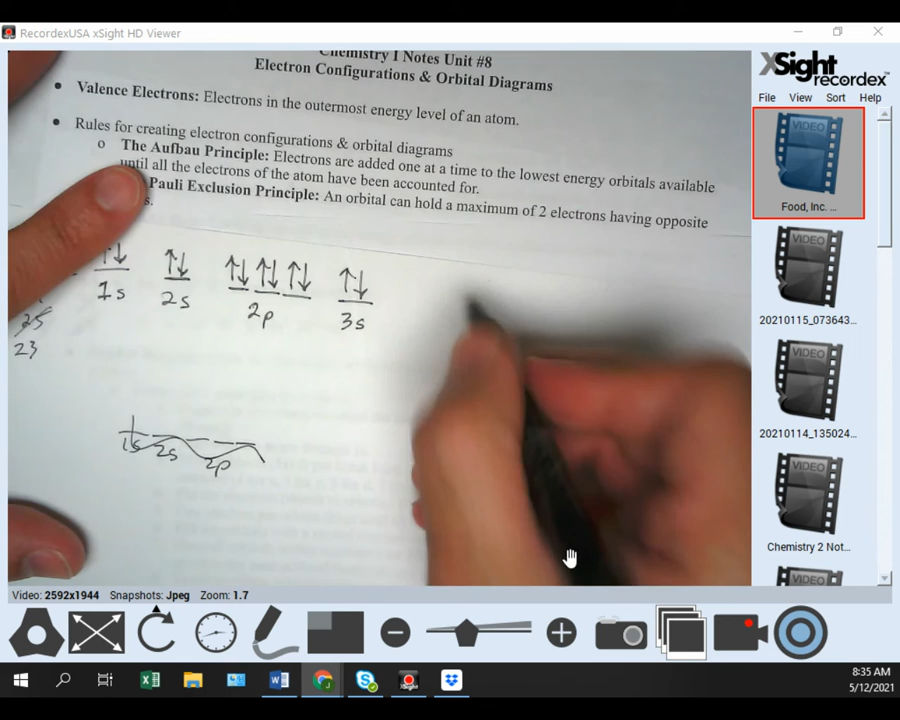 RecordexUSA xSight HD Viewer
Chemistry I Notes Unit #8
Electron Configurations & Orbital Diagrams
• Valence Electrons: Electrons in the outermost energy level of an atom.
• Rules for creating electron configurations & orbital diagrams
o The Aufbau Principle: Electrons are added one at a time to the lowest energy orbitals available
until all the electrons of the atom have been accounted for.
Pauli Exclusion Principle: An orbital can hold a maximum of 2 electrons having opposite
s.
↑↓ ↑↓ ↑↓ ↑↓ ↑↓ ↑↓
1s 2s 2p 3s
25
23
1s 2s 2p
XSight
recordex™
File View Sort Help
VIDEO
Food, Inc. ...
VIDEO
20210115_073643...
VIDEO
20210114_135024...
VIDEO
Chemistry 2 Not...
VIDEO
Video: 2592x1944 Snapshots: Jpeg Zoom: 1.7
8:35 AM
5/12/2021